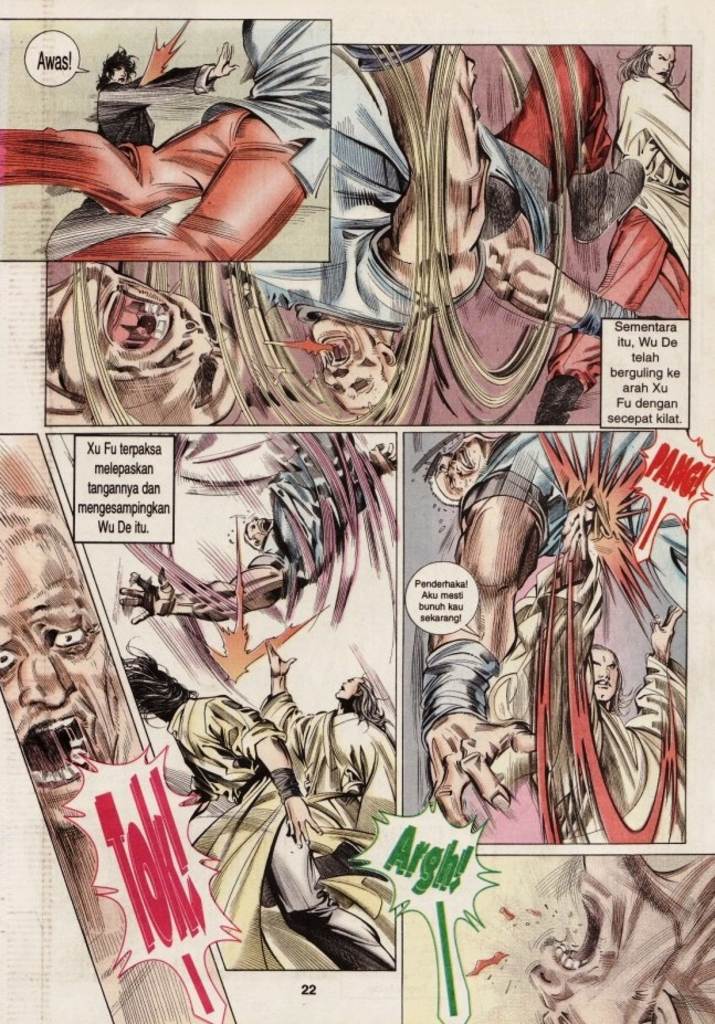 Awas!
Sementara
itu, Wu De
telah
berguling ke
arah Xu
Fu dengan
secepat kilat.
Xu Fu terpaksa
melepaskan
tangannya dan
mengesampingkan
Wu De itu.
PANG!
Penderhaka!
Aku mesti
bunuh kau
sekarang!
TOK!
Argh!
22